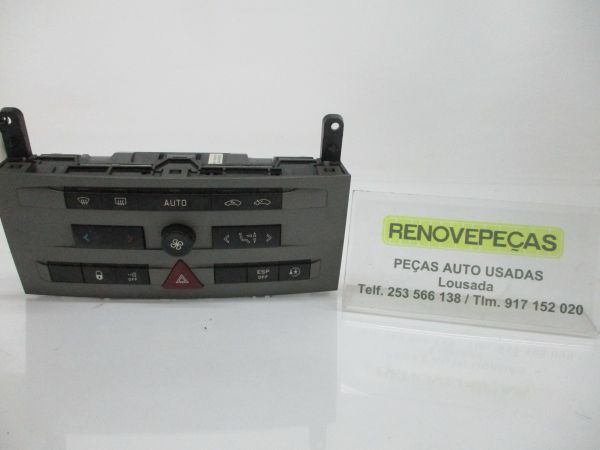 AUTO
OFF
ESP
OFF
RENOVEPEÇAS
PEÇAS AUTO USADAS
Lousada
Telf. 253 566 138 / Tlm. 917 152 020